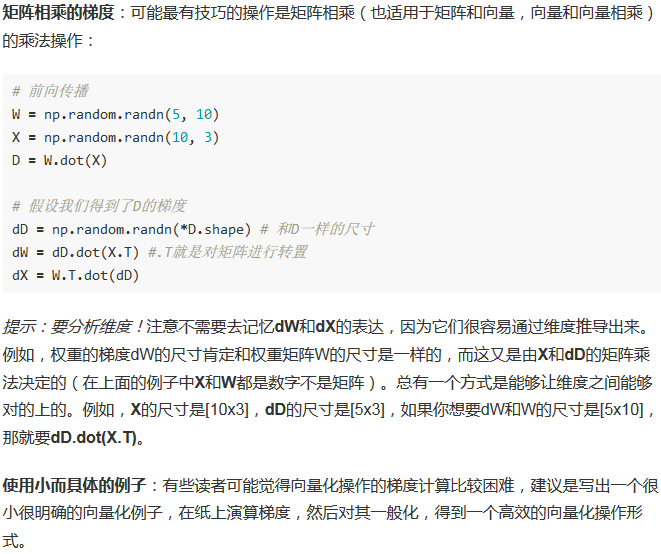 矩阵相乘的梯度：可能最有技巧的操作是矩阵相乘（也适用于矩阵和向量，向量和向量相乘）
的乘法操作：
# 前向传播
W = np.random.randn(5, 10)
X = np.random.randn(10, 3)
D = W.dot(X)
# 假设我们得到了D的梯度
dD = np.random.randn(*D.shape) # 和D一样的尺寸
dW = dD.dot(X.T) #.T就是对矩阵进行转置
dX = W.T.dot(dD)
提示：要分析维度！注意不需要去记忆dW和dX的表达，因为它们很容易通过维度推导出来。
例如，权重的梯度dW的尺寸肯定和权重矩阵W的尺寸是一样的，而这又是由X和dD的矩阵乘
法决定的（在上面的例子中X和W都是数字不是矩阵）。总有一个方式是能够让维度之间能够
对的上的。例如，X的尺寸是[10x3]，dD的尺寸是[5x3]，如果你想要dW和W的尺寸是[5x10]，
那就要dD.dot(X.T)。
使用小而具体的例子：有些读者可能觉得向量化操作的梯度计算比较困难，建议是写出一个很
小很明确的向量化例子，在纸上演算梯度，然后对其一般化，得到一个高效的向量化操作形
式。